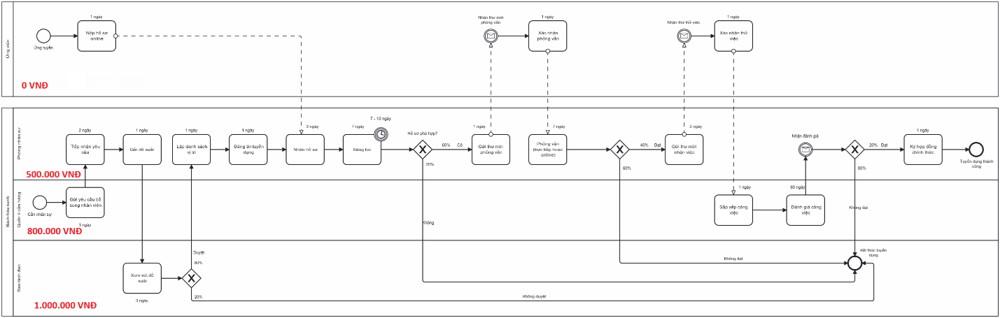 Ứng viên
1 ngày
Nộp hồ sơ
online
Ứng tuyển
Nhận thư mời
phỏng vấn
1 ngày
Xác nhận
phỏng vấn
Nhận thư thử việc
1 ngày
Xác nhận thử
việc
0 VNĐ
Bách hóa xanh
Phòng nhân sự
2 ngày
Tiếp nhận yêu
cầu
1 ngày
Gửi đề xuất
1 ngày
Lập danh sách
vị trí
1 ngày
Đăng tin tuyển
dụng
3 ngày
Nhận hồ sơ
7 ngày
Sàng lọc
7 - 10 ngày
Hồ sơ phù hợp?
60% Có
20%
1 ngày
Gửi thư mời
phỏng vấn
7 ngày
Phỏng vấn
(trực tiếp hoặc
online)
40% Đạt
60%
2 ngày
Gửi thư mời
nhận việc
Nhận đánh giá
20% Đạt
80%
1 ngày
Ký hợp đồng
chính thức
Tuyển dụng thành
công
500.000 VNĐ
Quản lí cửa hàng
Cần nhân sự
Gửi yêu cầu bổ
sung nhân viên
1 ngày
800.000 VNĐ
Không
1 ngày
Sắp xếp công
việc
60 ngày
Đánh giá công
việc
Không đạt
Ban lãnh đạo
Xem xét đề
xuất
3 ngày
Duyệt
80%
20%
Không duyệt
Không đạt
Kết thúc tuyển
dụng
1.000.000 VNĐ